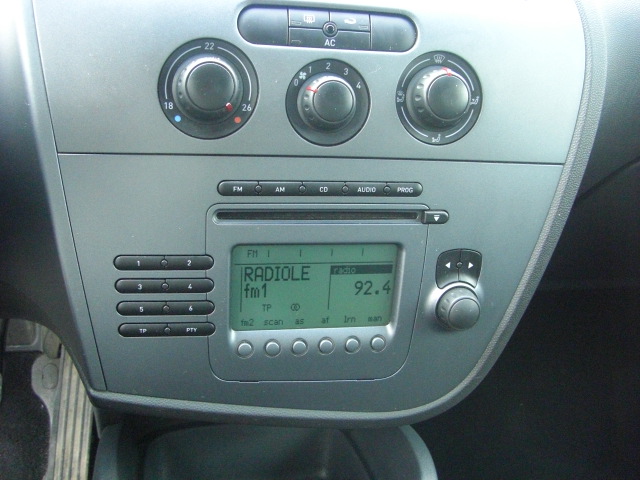 AC
22
18 26
0 2 3 4
FM AM CD AUDIO PROG
1 2
3 4
5 6
TP PTY
FM
RADIOLE radio
fm1 92.4
TP
fm2 scan as af lrn man